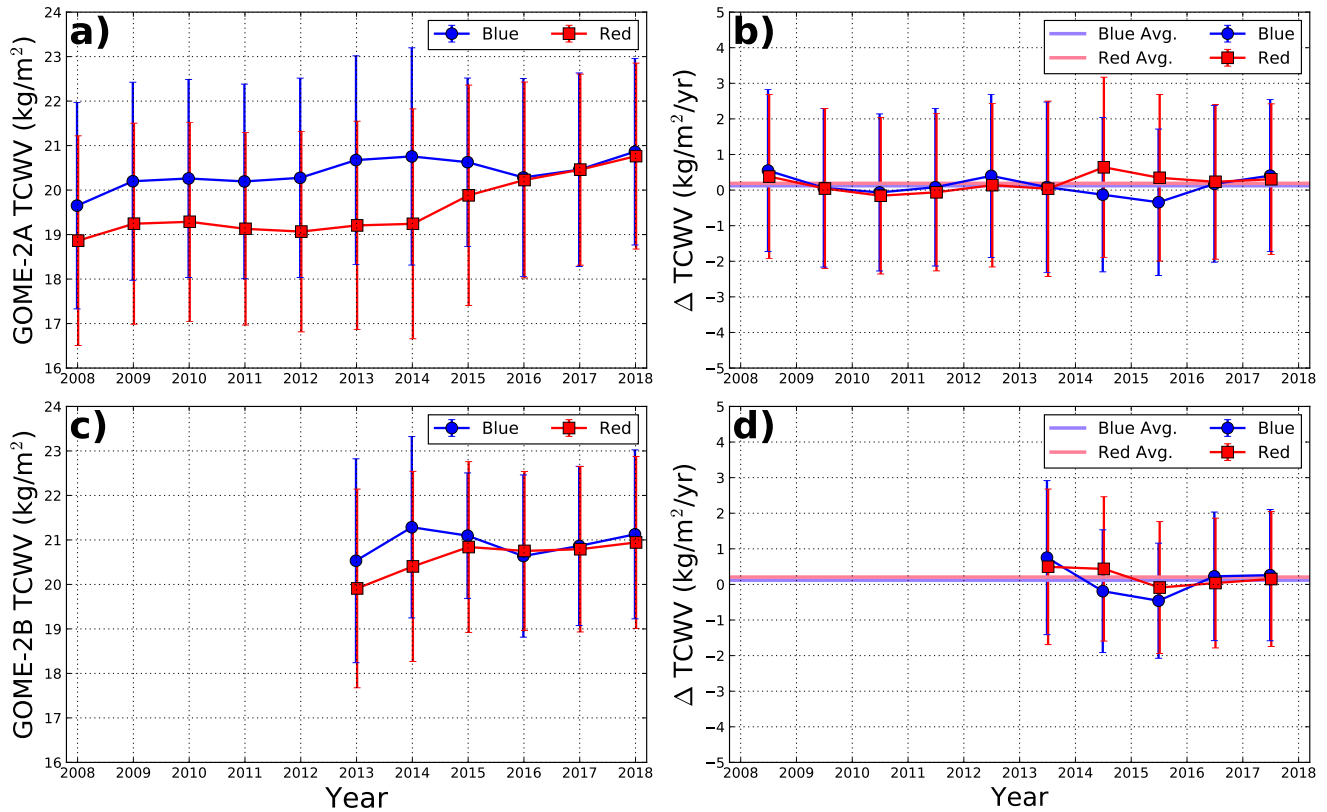 a)
Blue
Red
GOME-2A TCWV (kg/m²)
24
23
22
21
20
19
18
17
16
2008 2009 2010 2011 2012 2013 2014 2015 2016 2017 2018
b)
Blue Avg.
Red Avg.
Blue
Red
Δ TCWV (kg/m²/yr)
5
4
3
2
1
0
−1
−2
−3
−4
−5
2008 2009 2010 2011 2012 2013 2014 2015 2016 2017 2018
c)
Blue
Red
GOME-2B TCWV (kg/m²)
24
23
22
21
20
19
18
17
16
2008 2009 2010 2011 2012 2013 2014 2015 2016 2017 2018
Year
d)
Blue Avg.
Red Avg.
Blue
Red
Δ TCWV (kg/m²/yr)
5
4
3
2
1
0
−1
−2
−3
−4
−5
2008 2009 2010 2011 2012 2013 2014 2015 2016 2017 2018
Year